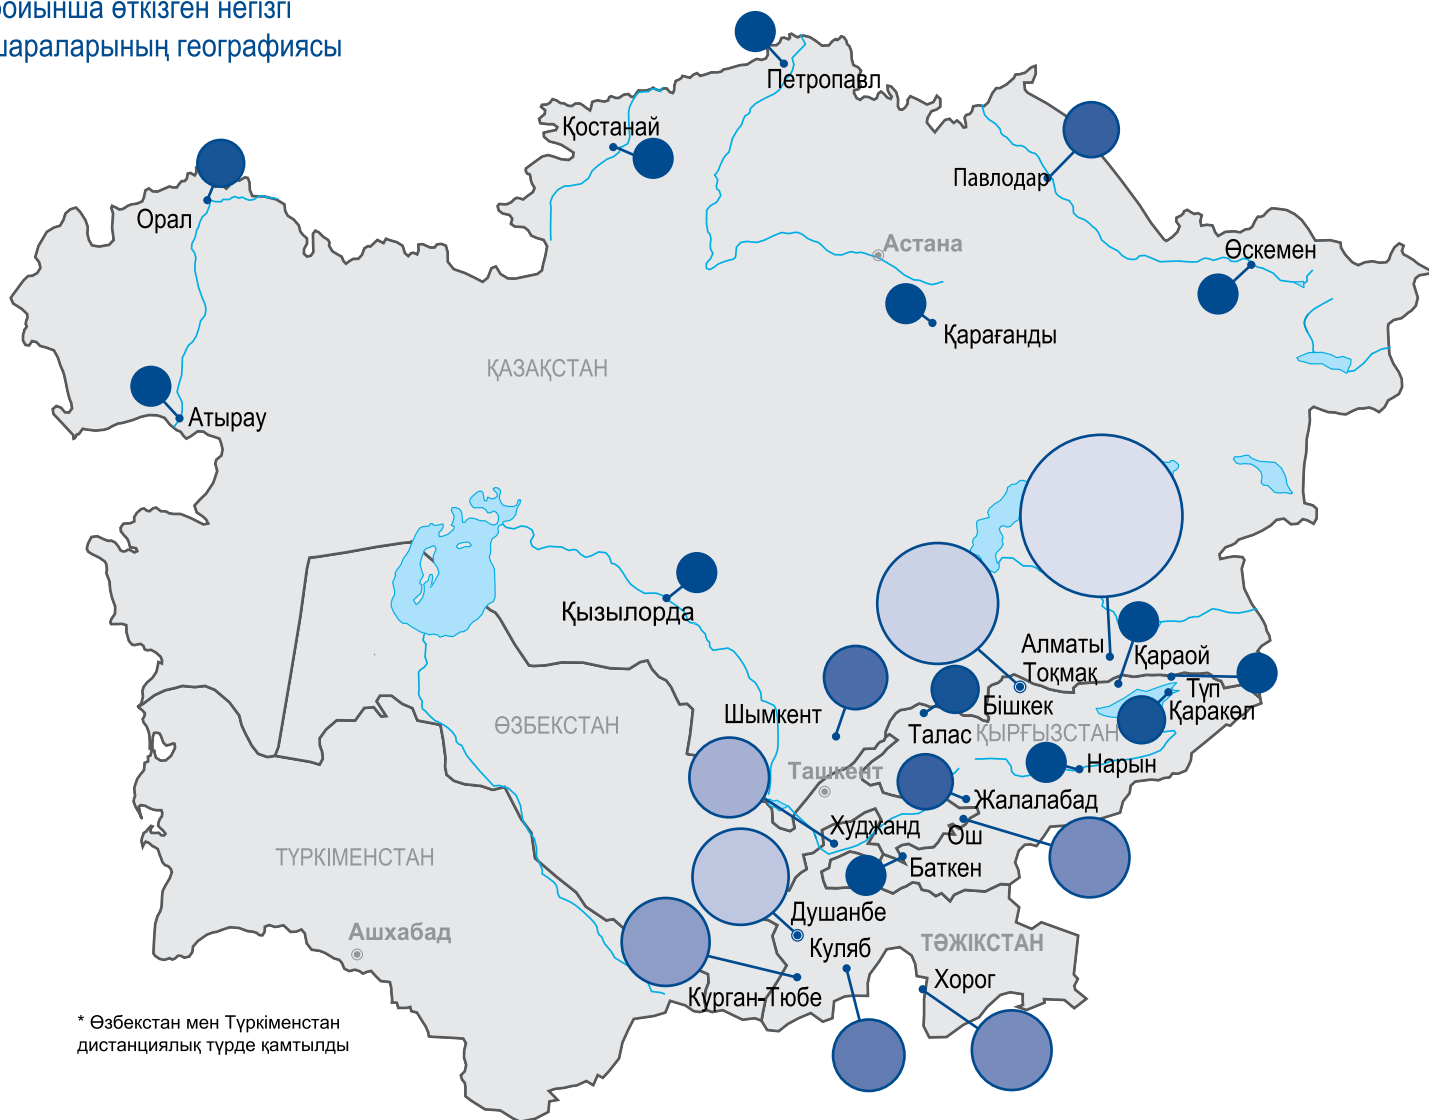 бойынша өткізген негізгі
шараларының географиясы
Петропавл
Қостанай
Павлодар
Орал
Астана
Өскемен
Қарағанды
ҚАЗАҚСТАН
Атырау
Қызылорда
Алматы
Қараой
Тоқмақ
Түп
Бішкек
Қаракөл
Шымкент
Талас
ҚЫРҒЫЗСТАН
ӨЗБЕКСТАН
Нарын
Ташкент
Жалалабад
Худжанд
Ош
ТҮРКІМЕНСТАН
Баткен
Душанбе
Ашхабад
Куляб
ТӘЖІКСТАН
Хорог
Курган-Тюбе
* Өзбекстан мен Түркіменстан
дистанциялық түрде қамтылды